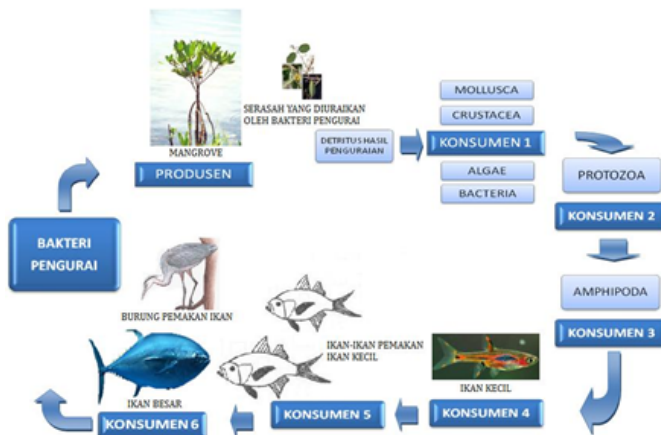 MANGROVE
PRODUSEN
SERASAH YANG DIURAIKAN
OLEH BAKTERI PENGURAI
DETRITUS HASIL
PENGURAIAN
MOLLUSCA
CRUSTACEA
KONSUMEN 1
ALGAE
BACTERIA
PROTOZOA
KONSUMEN 2
AMPHIPODA
KONSUMEN 3
IKAN KECIL
KONSUMEN 4
IKAN-IKAN PEMAKAN
IKAN KECIL
KONSUMEN 5
BURUNG PEMAKAN IKAN
IKAN BESAR
KONSUMEN 6
BAKTERI
PENGURAI